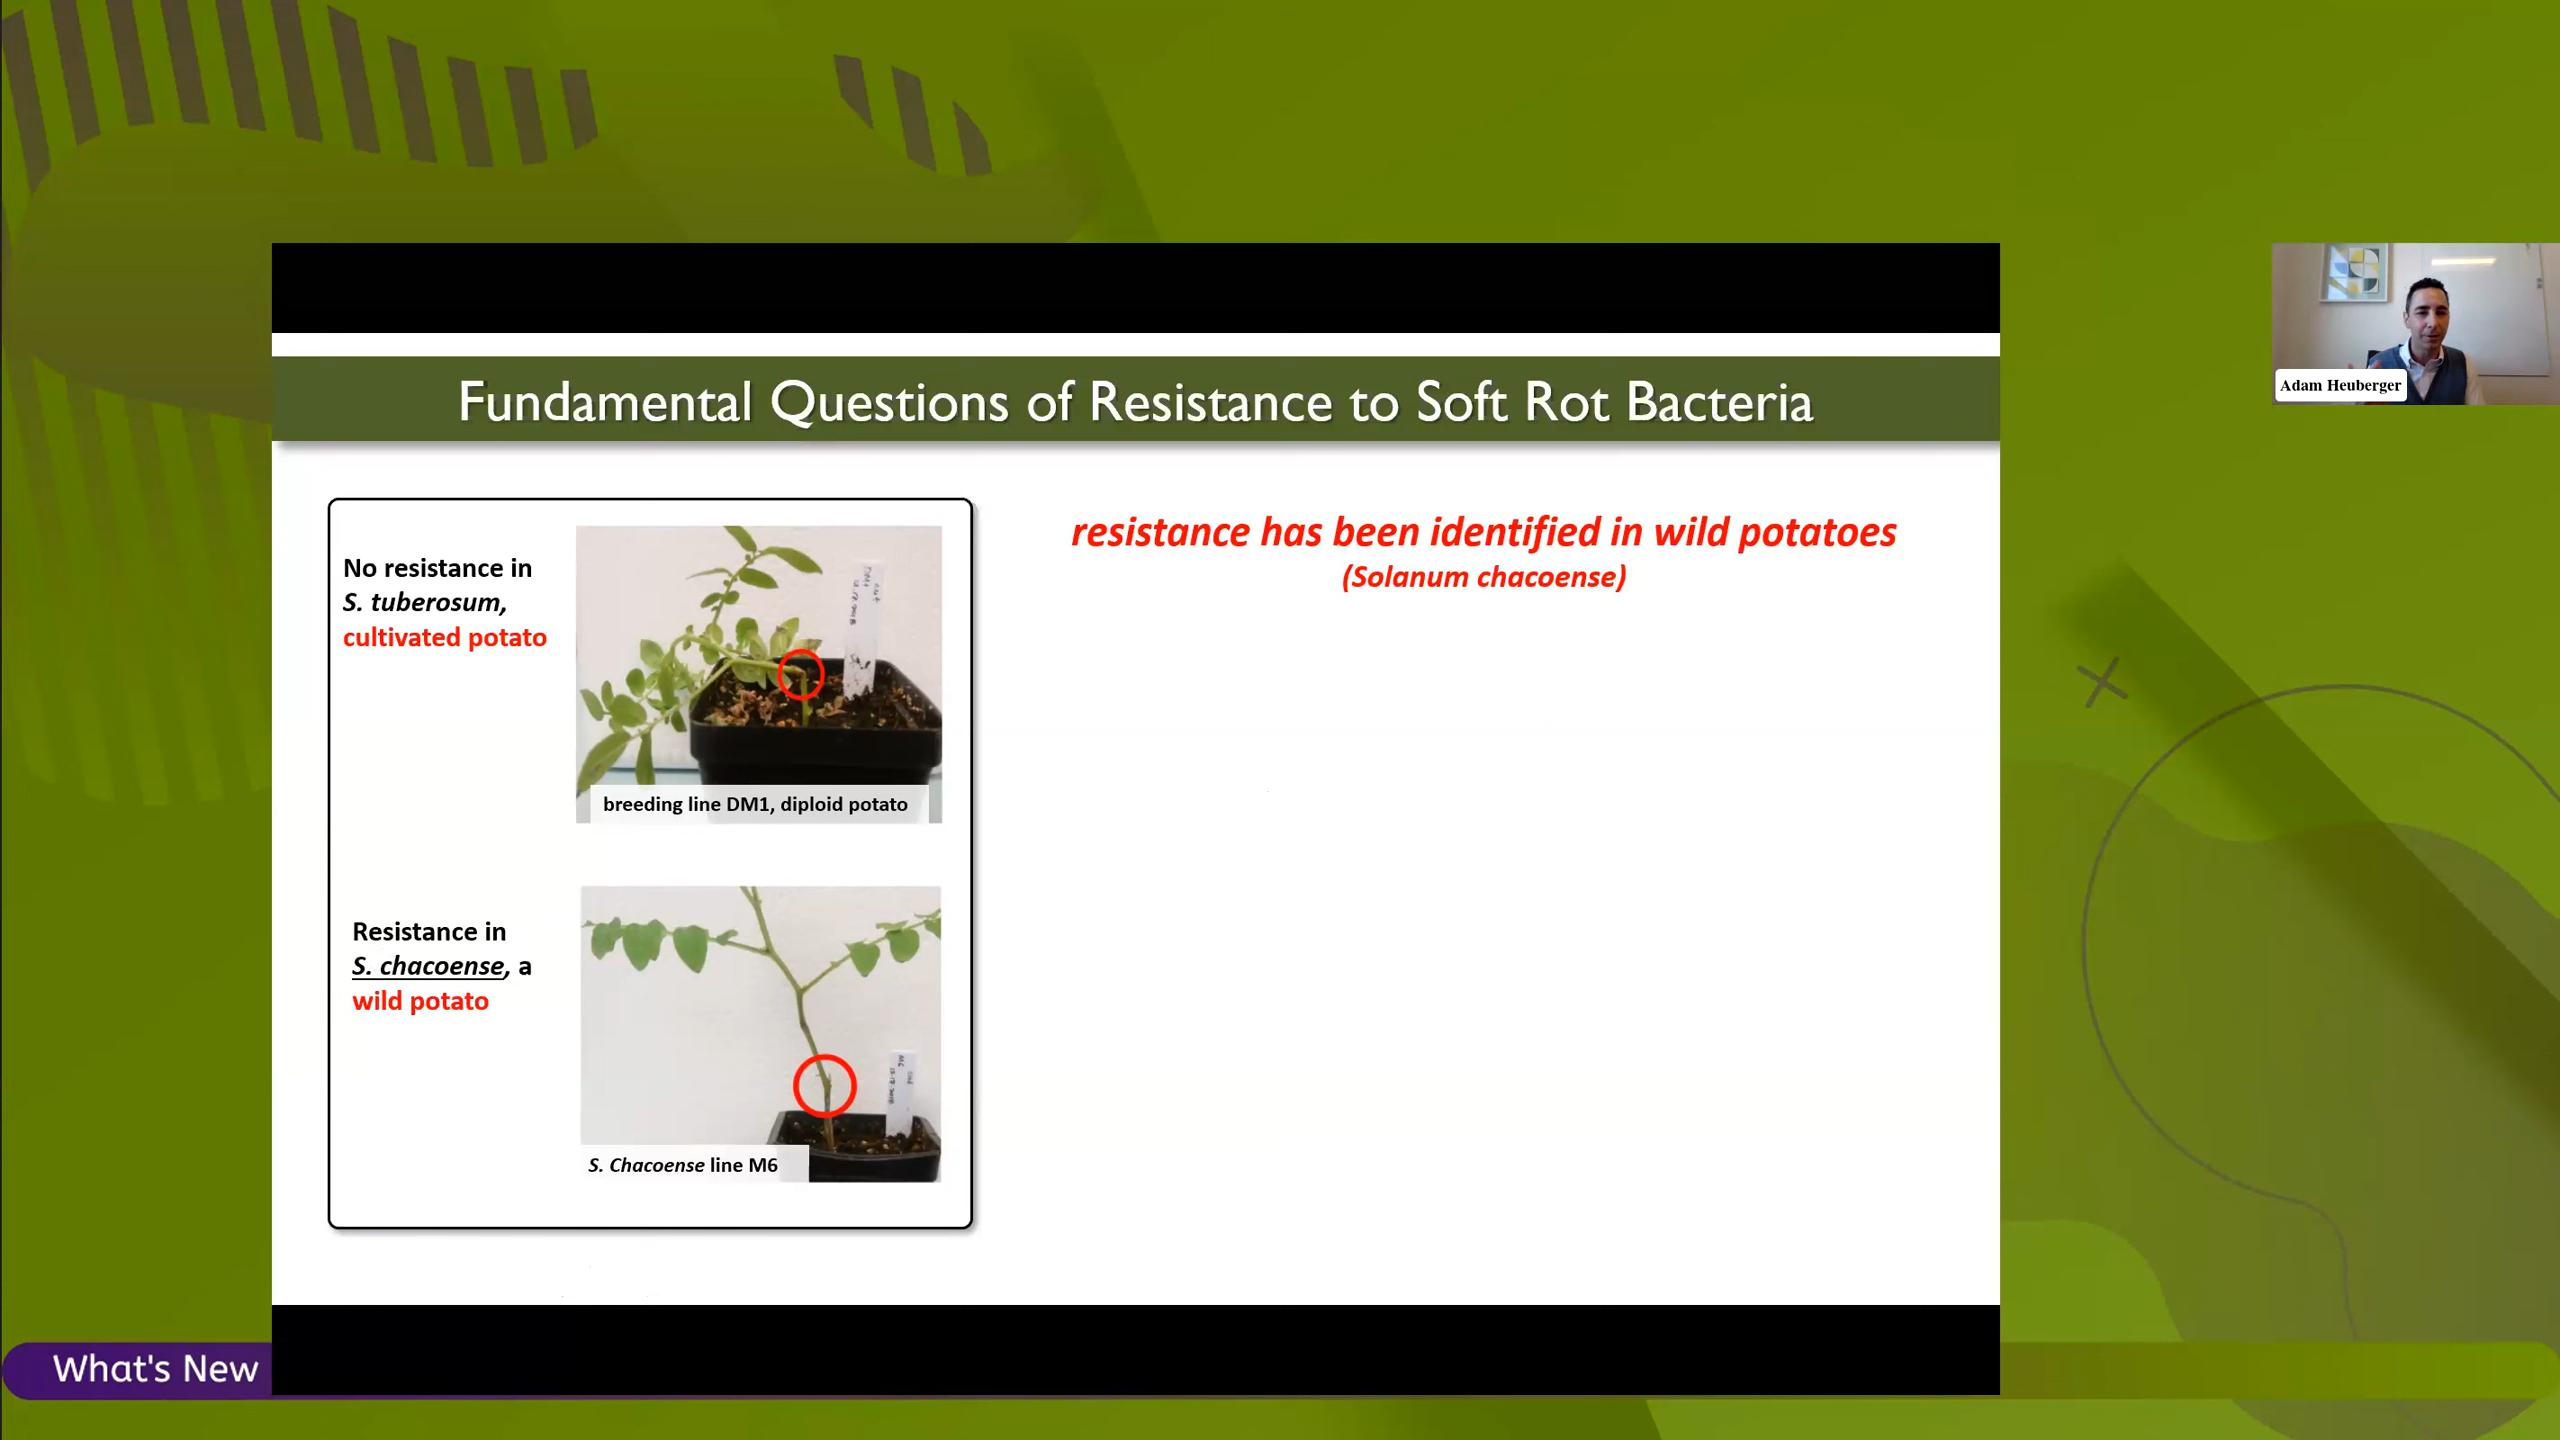 Fundamental Questions of Resistance to Soft Rot Bacteria
No resistance in
S. tuberosum,
cultivated potato
breeding line DM1, diploid potato
Resistance in
S. chacoense, a
wild potato
S. Chacoense line M6
resistance has been identified in wild potatoes
(Solanum chacoense)
Adam Heuberger
What's New